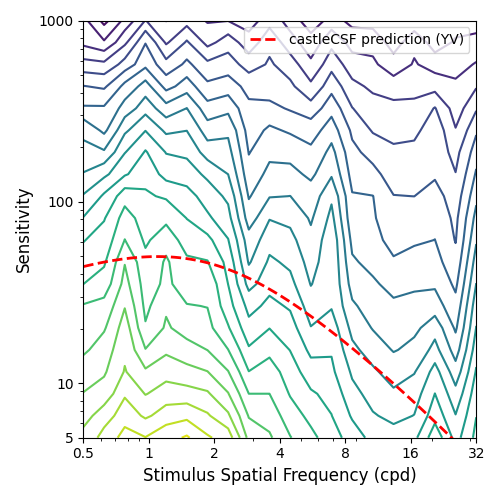 1000
castleCSF prediction (YV)
100
Sensitivity
10
5
0.5 1 2 4 8 16 32
Stimulus Spatial Frequency (cpd)